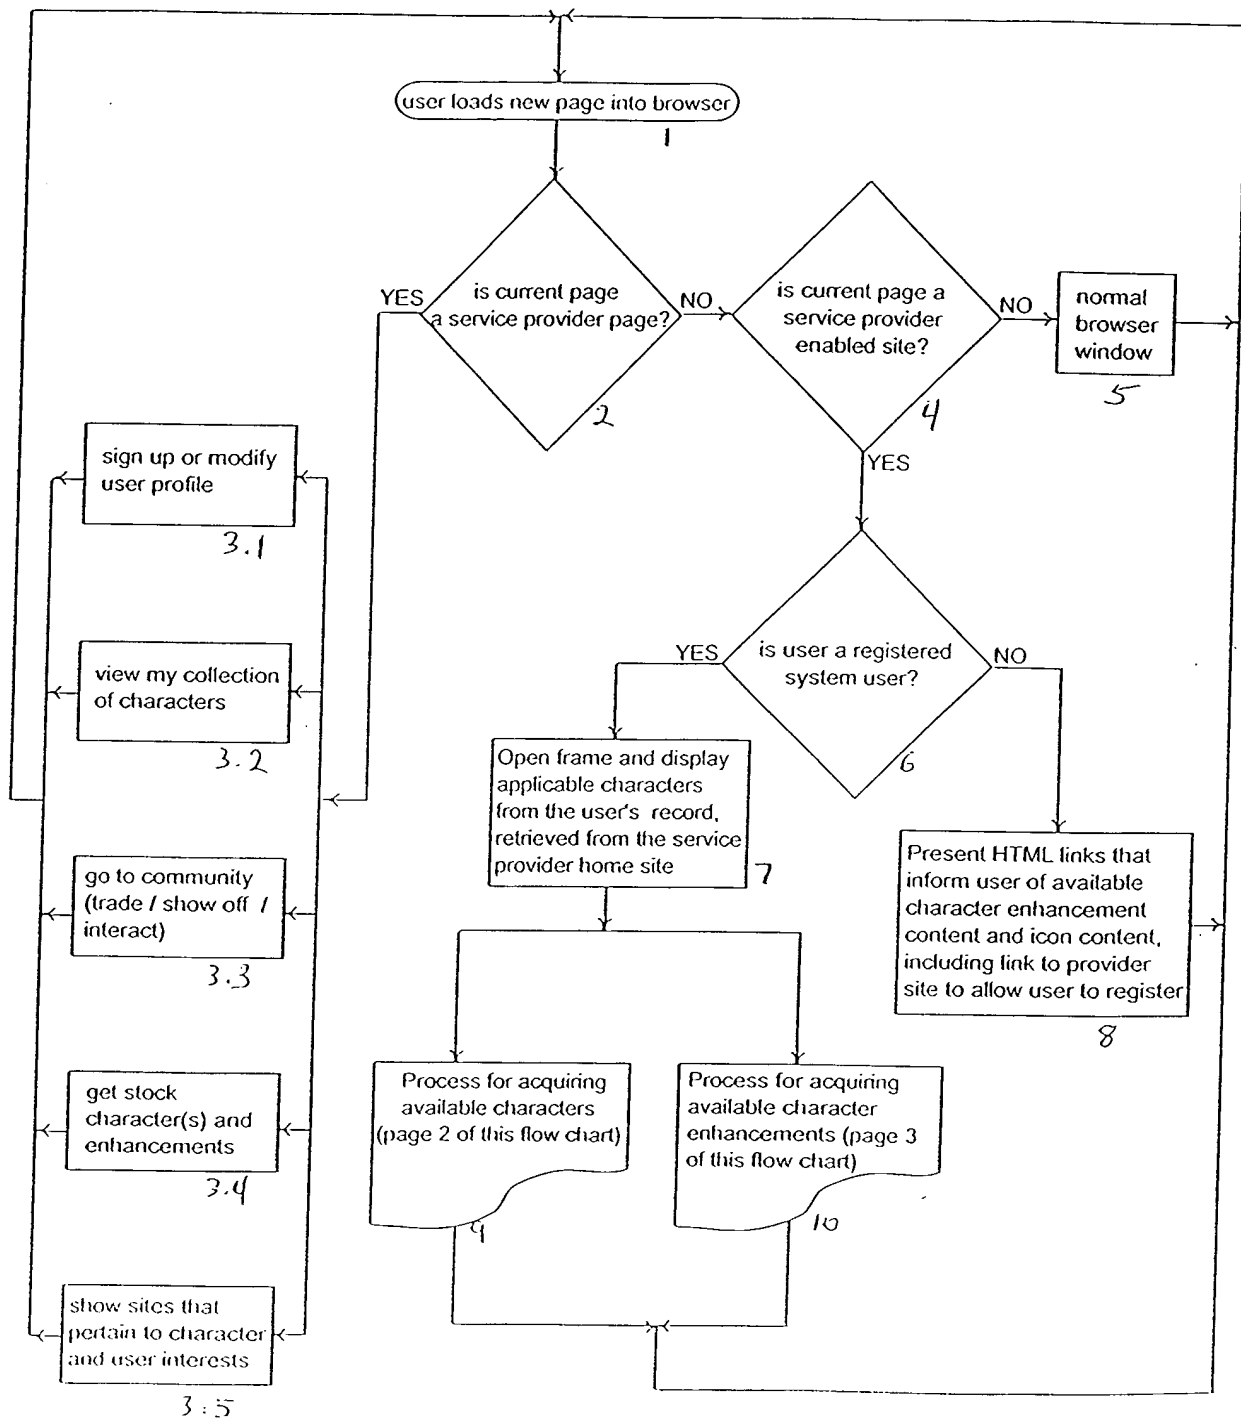 user loads new page into browser
1
YES
is current page
a service provider page?
NO
2
is current page a
service provider
enabled site?
NO
4
normal
browser
window
5
YES
sign up or modify
user profile
3.1
view my collection
of characters
3.2
go to community
(trade / show off /
interact)
3.3
get stock
character(s) and
enhancements
3.4
show sites that
pertain to character
and user interests
3.5
YES
is user a registered
system user?
NO
6
Open frame and display
applicable characters
from the user's record,
retrieved from the service
provider home site
7
Present HTML links that
inform user of available
character enhancement
content and icon content,
including link to provider
site to allow user to register
8
Process for acquiring
available characters
(page 2 of this flow chart)
9
Process for acquiring
available character
enhancements (page 3
of this flow chart)
10